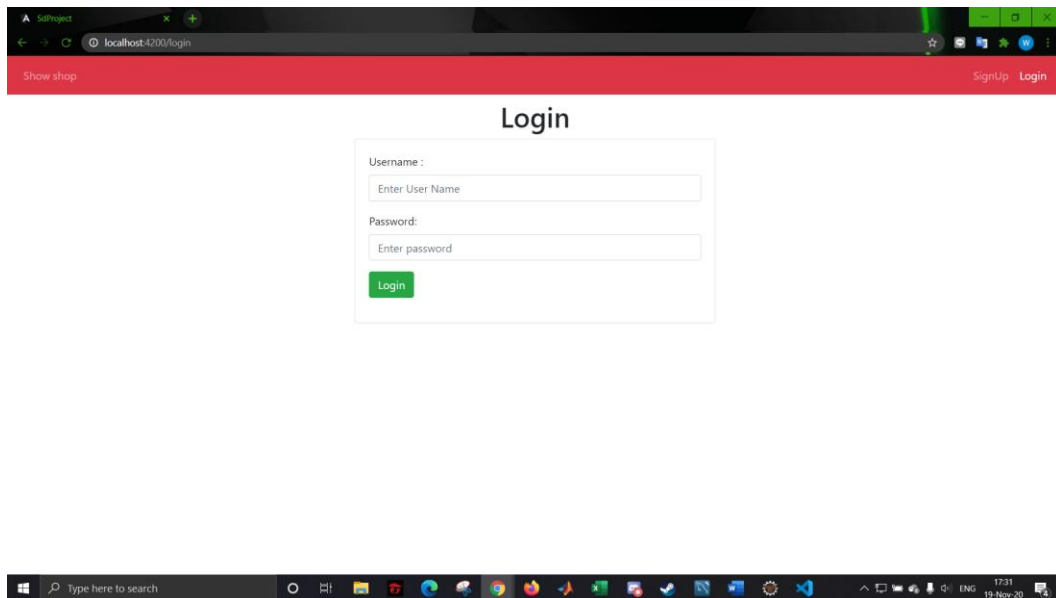 SdProject
localhost:4200/login
Show shop
SignUp Login
Login
Username :
Enter User Name
Password:
Enter password
Login
Type here to search
ENG
17:31
19-Nov-20